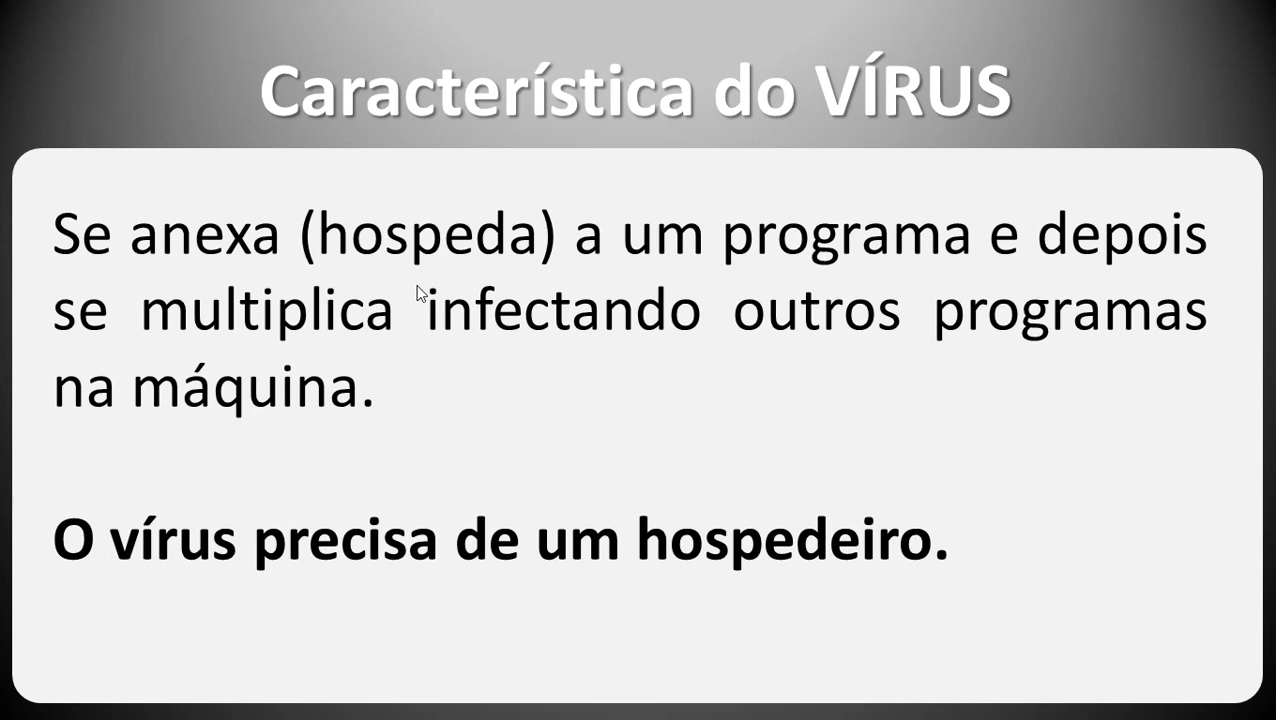 Característica do VÍRUS
Se anexa (hospeda) a um programa e depois
se multiplica infectando outros programas
na máquina.
O vírus precisa de um hospedeiro.